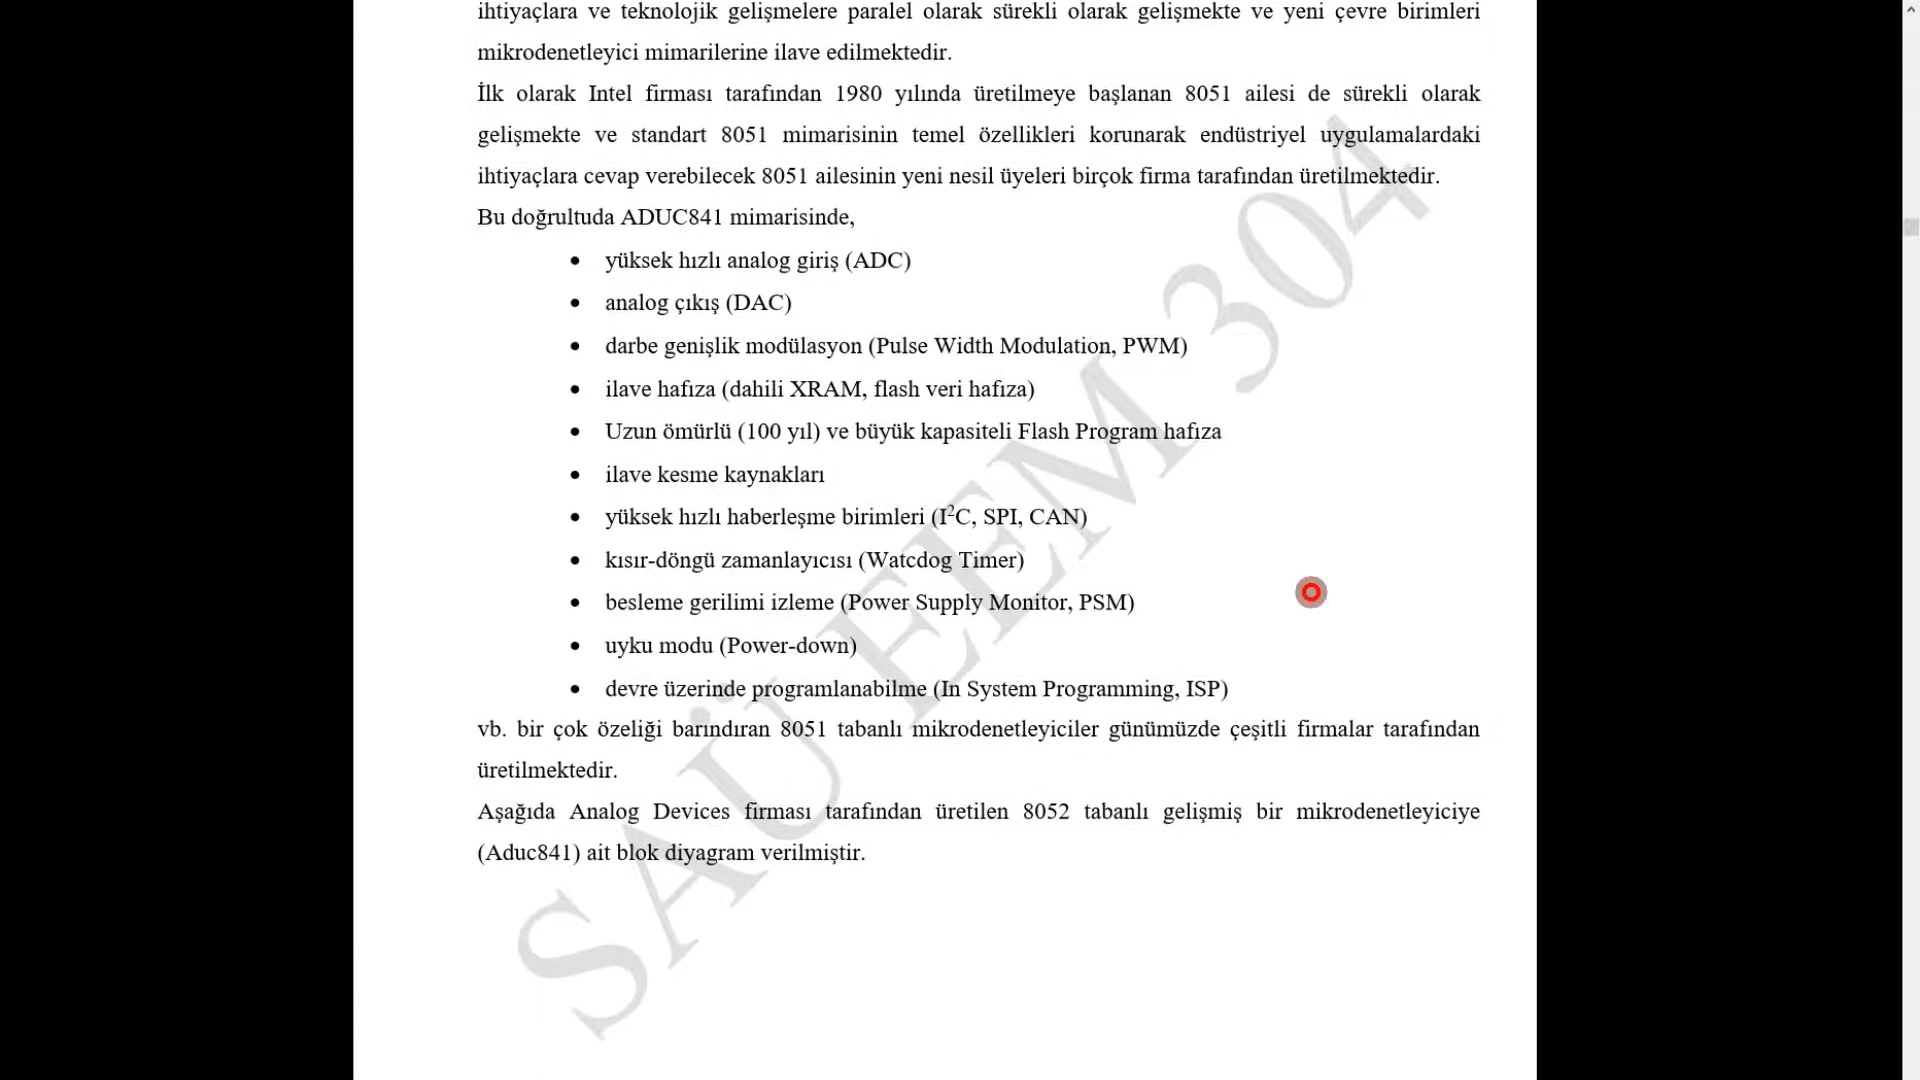 ihtiyaçlara ve teknolojik gelişmelere paralel olarak sürekli olarak gelişmekte ve yeni çevre birimleri
mikrodenetleyici mimarilerine ilave edilmektedir.
İlk olarak Intel firması tarafından 1980 yılında üretilmeye başlanan 8051 ailesi de sürekli olarak
gelişmekte ve standart 8051 mimarisinin temel özellikleri korunarak endüstriyel uygulamalardaki
ihtiyaçlara cevap verebilecek 8051 ailesinin yeni nesil üyeleri birçok firma tarafından üretilmektedir.
Bu doğrultuda ADUC841 mimarisinde,
• yüksek hızlı analog giriş (ADC)
• analog çıkış (DAC)
• darbe genişlik modülasyon (Pulse Width Modulation, PWM)
• ilave hafıza (dahili XRAM, flash veri hafıza)
• Uzun ömürlü (100 yıl) ve büyük kapasiteli Flash Program hafıza
• ilave kesme kaynakları
• yüksek hızlı haberleşme birimleri (I²C, SPI, CAN)
• kısır-döngü zamanlayıcısı (Watcdog Timer)
• besleme gerilimi izleme (Power Supply Monitor, PSM)
• uyku modu (Power-down)
• devre üzerinde programlanabilme (In System Programming, ISP)
vb. bir çok özeliği barındıran 8051 tabanlı mikrodenetleyiciler günümüzde çeşitli firmalar tarafından
üretilmektedir.
Aşağıda Analog Devices firması tarafından üretilen 8052 tabanlı gelişmiş bir mikrodenetleyiciye
(Aduc841) ait blok diyagram verilmiştir.
SAÜ EEM 304